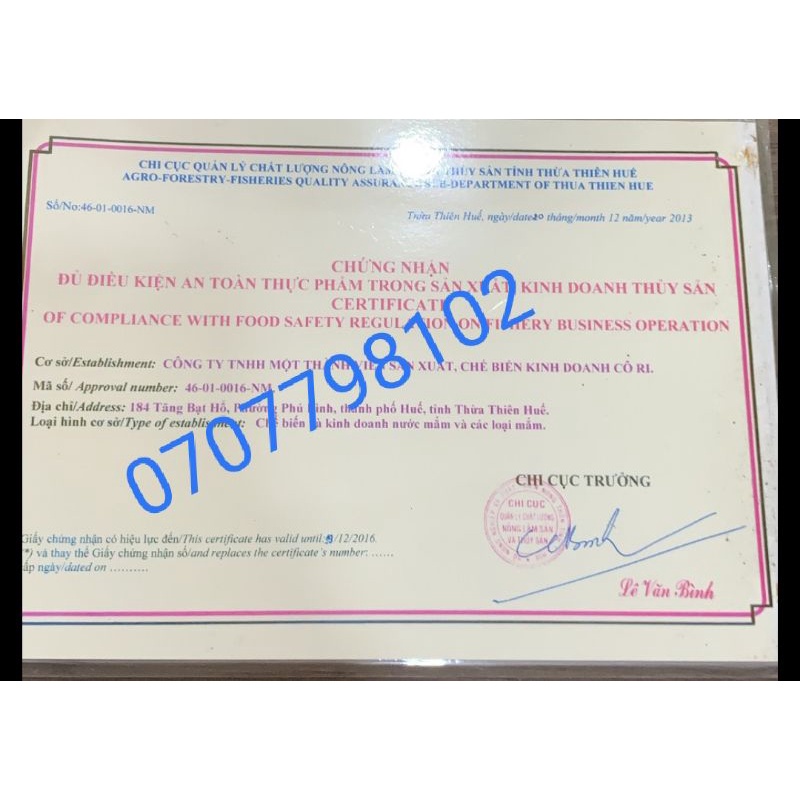 CHI CỤC QUẢN LÝ CHẤT LƯỢNG NÔNG LÂM THỦY SẢN TỈNH THỪA THIÊN HUẾ
AGRO-FORESTRY-FISHERIES QUALITY ASSURANCE SUB-DEPARTMENT OF THUA THIEN HUE
Số/No:46-01-0016-NM
Thừa Thiên Huế, ngày/date20 tháng/month 12 năm/year 2013
CHỨNG NHẬN
ĐỦ ĐIỀU KIỆN AN TOÀN THỰC PHẨM TRONG SẢN XUẤT, KINH DOANH THỦY SẢN
CERTIFICATE
OF COMPLIANCE WITH FOOD SAFETY REGULATION ON FISHERY BUSINESS OPERATION
Cơ sở/Establishment: CÔNG TY TNHH MỘT THÀNH VIÊN SẢN XUẤT, CHẾ BIẾN KINH DOANH CÔ RI.
Mã số/ Approval number: 46-01-0016-NM
Địa chỉ/Address: 184 Tăng Bạt Hổ, Phường Phú Bình, thành phố Huế, tỉnh Thừa Thiên Huế.
Loại hình cơ sở/Type of establishment: Chế biến và kinh doanh nước mắm và các loại mắm.
0707798102
CHI CỤC TRƯỞNG
CHI CỤC
QUẢN LÝ CHẤT LƯỢNG
NÔNG LÂM SẢN
VÀ THỦY SẢN
Giấy chứng nhận có hiệu lực đến/This certificate has valid until: /12/2016.
*) và thay thế Giấy chứng nhận số/and replaces the certificate's number: ......
ấp ngày/dated on ..........
Lê Văn Bình